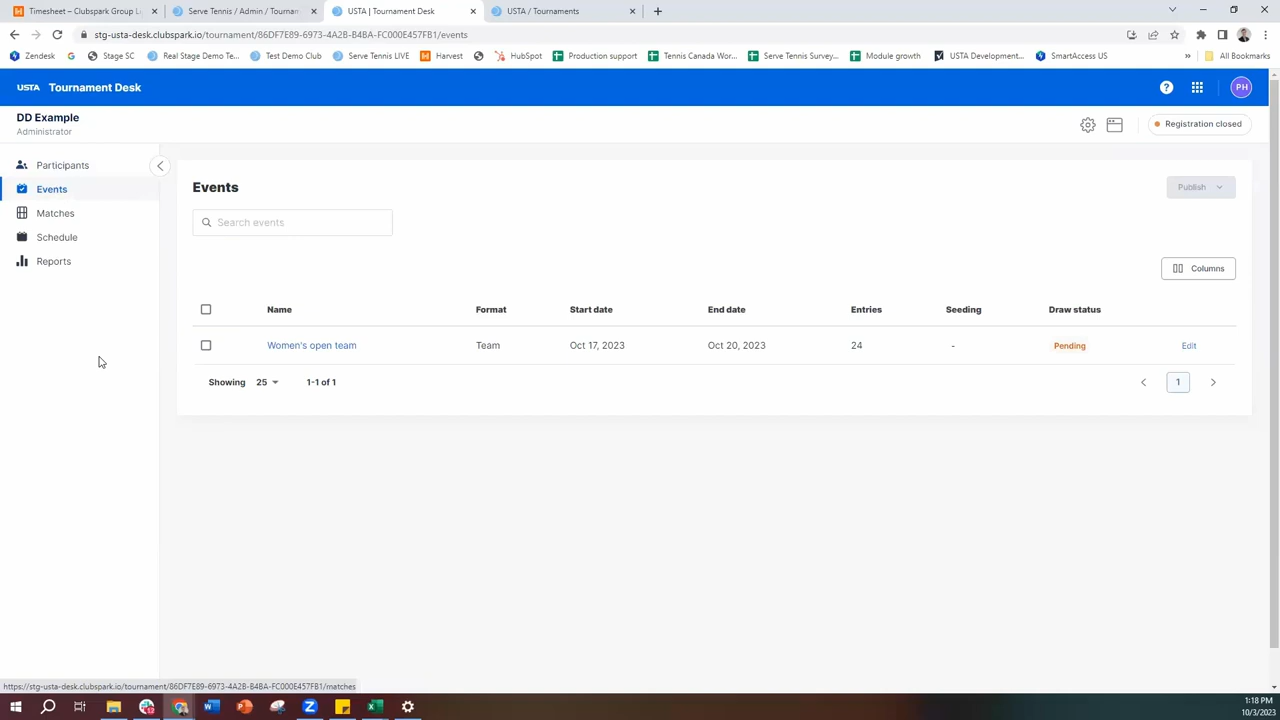 Timesheet – Clubspark Group Li
Serve Tennis / Admin / Tournam
USTA | Tournament Desk
USTA / Tournaments
stg-usta-desk.clubspark.io/tournament/86DF7E89-6973-4A2B-B4BA-FC000E457FB1/events
Zendesk
Stage SC
Real Stage Demo Te...
Test Demo Club
Serve Tennis LIVE
Harvest
HubSpot
Production support
Tennis Canada Wor...
Serve Tennis Survey...
Module growth
USTA Development...
SmartAccess US
»
All Bookmarks
USTA Tournament Desk
PH
DD Example
Administrator
Registration closed
Participants
Events
Matches
Schedule
Reports
Events
Publish
Search events
Columns
Name Format Start date End date Entries Seeding Draw status
Women's open team Team Oct 17, 2023 Oct 20, 2023 24 - Pending Edit
Showing 25 1-1 of 1
1
https://stg-usta-desk.clubspark.io/tournament/86DF7E89-6973-4A2B-B4BA-FC000E457FB1/matches
1:18 PM
10/3/2023